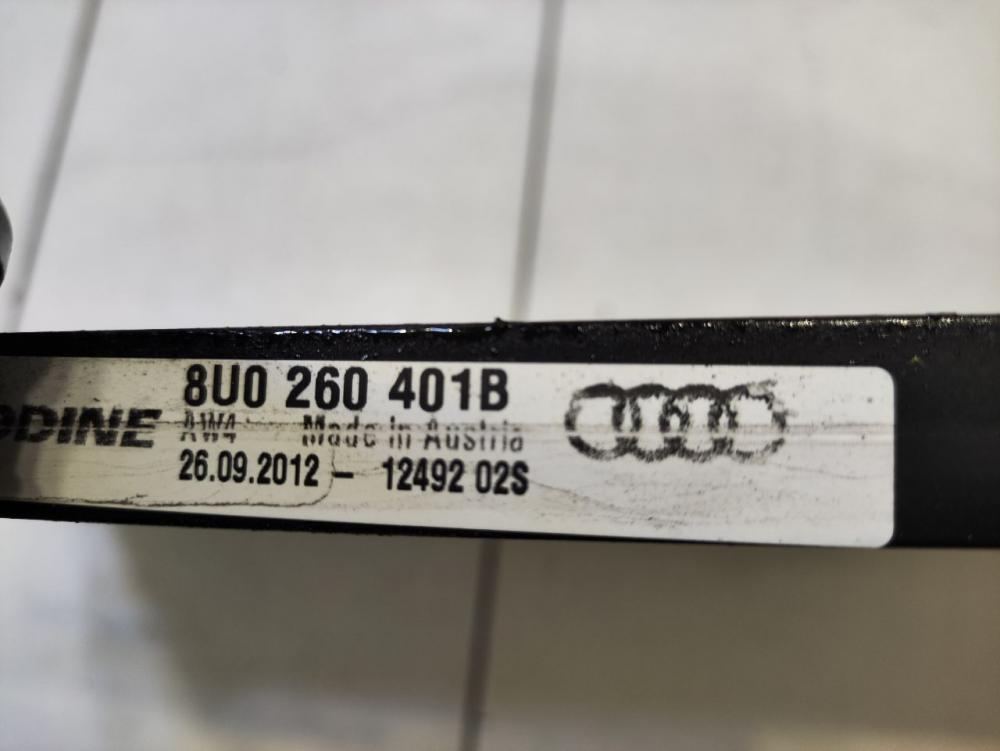 8U0 260 401B
ODINE AW4 Made in Austria
26.09.2012 - 12492 02S